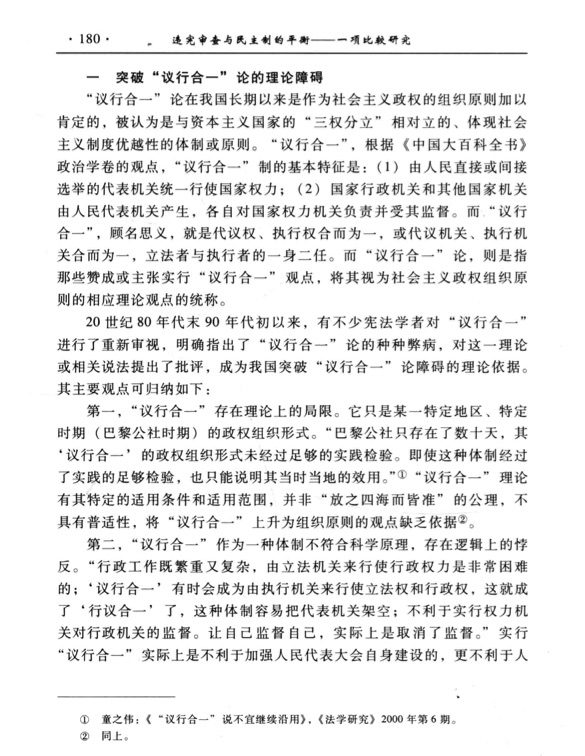 ·180· 违宪审查与民主制的平衡——一项比较研究
一 突破“议行合一”论的理论障碍
“议行合一”论在我国长期以来是作为社会主义政权的组织原则加以
肯定的，被认为是与资本主义国家的“三权分立”相对立的、体现社会
主义制度优越性的体制或原则。“议行合一”，根据《中国大百科全书》
政治学卷的观点，“议行合一”制的基本特征是：（1）由人民直接或间接
选举的代表机关统一行使国家权力；（2）国家行政机关和其他国家机关
由人民代表机关产生，各自对国家权力机关负责并受其监督。而“议行
合一”，顾名思义，就是代议权、执行权合而为一，或代议机关、执行机
关合而为一，立法者与执行者的一身二任。而“议行合一”论，则是指
那些赞成或主张实行“议行合一”观点，将其视为社会主义政权组织原
则的相应理论观点的统称。
20世纪80年代末90年代初以来，有不少宪法学者对“议行合一”
进行了重新审视，明确指出了“议行合一”论的种种弊病，对这一理论
或相关说法提出了批评，成为我国突破“议行合一”论障碍的理论依据。
其主要观点可归纳如下：
第一，“议行合一”存在理论上的局限。它只是某一特定地区、特定
时期（巴黎公社时期）的政权组织形式。“巴黎公社只存在了数十天，其
‘议行合一’的政权组织形式未经过足够的实践检验。即使这种体制经过
了实践的足够检验，也只能说明其当时当地的效用。”①“议行合一”理论
有其特定的适用条件和适用范围，并非“放之四海而皆准”的公理，不
具有普适性，将“议行合一”上升为组织原则的观点缺乏依据②。
第二，“议行合一”作为一种体制不符合科学原理，存在逻辑上的悖
反。“行政工作既繁重又复杂，由立法机关来行使行政权力是非常困难
的；‘议行合一’有时会成为由执行机关来行使立法权和行政权，这就成
了‘行议合一’了，这种体制容易把代表机关架空；不利于实行权力机
关对行政机关的监督。让自己监督自己，实际上是取消了监督。”实行
“议行合一”实际上是不利于加强人民代表大会自身建设的，更不利于人
① 童之伟：《“议行合一”说不宜继续沿用》，《法学研究》2000年第6期。
② 同上。